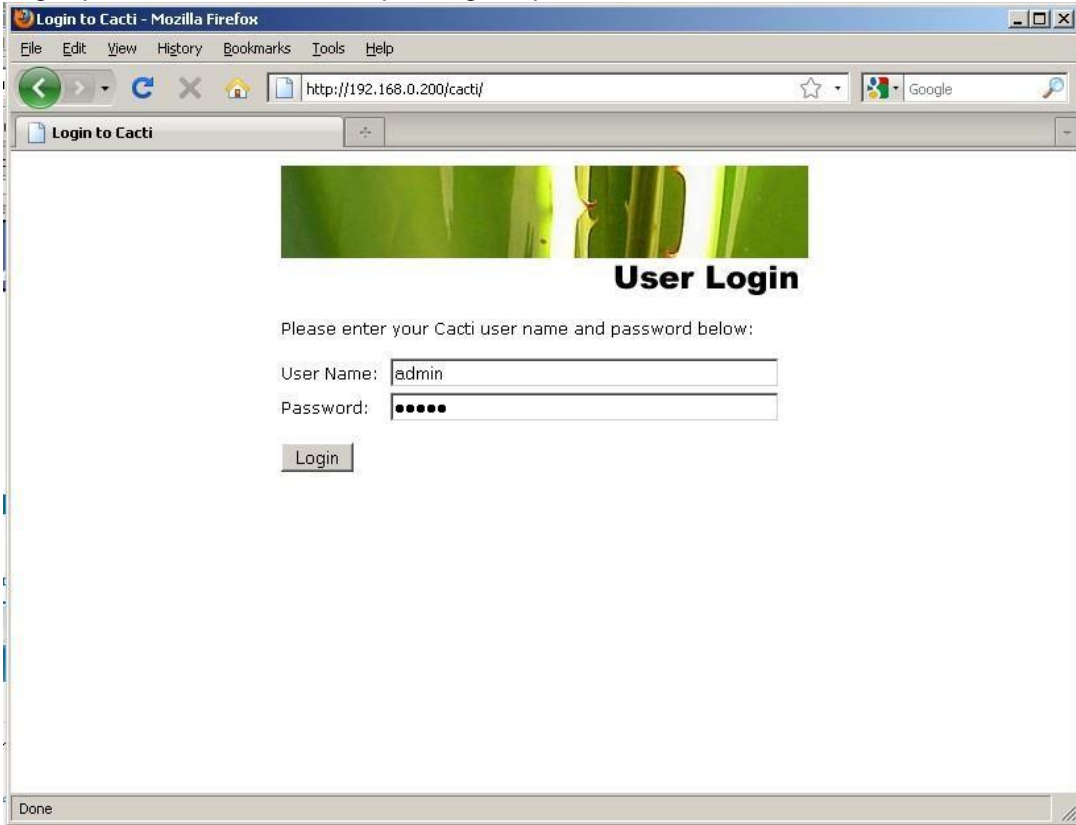 Login to Cacti - Mozilla Firefox
File Edit View History Bookmarks Tools Help
http://192.168.0.200/cacti/ Google
Login to Cacti
User Login
Please enter your Cacti user name and password below:
User Name: admin
Password: •••••
Login
Done